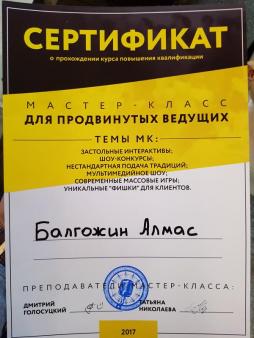 СЕРТИФИКАТ
о прохождении курса повышения квалификации
МАСТЕР-КЛАСС
ДЛЯ ПРОДВИНУТЫХ ВЕДУЩИХ
ТЕМЫ МК:
ЗАСТОЛЬНЫЕ ИНТЕРАКТИВЫ;
ШОУ-КОНКУРСЫ;
НЕСТАНДАРТНАЯ ПОДАЧА ТРАДИЦИЙ;
МУЛЬТИМЕДИЙНОЕ ШОУ;
СОВРЕМЕННЫЕ МАССОВЫЕ ИГРЫ;
УНИКАЛЬНЫЕ "ФИШКИ" ДЛЯ КЛИЕНТОВ.
Балгожин Алмас
ПРЕПОДАВАТЕЛИ МАСТЕР-КЛАССА:
ДМИТРИЙ ГОЛОСУЦКИЙ
ТАТЬЯНА НИКОЛАЕВА
2017